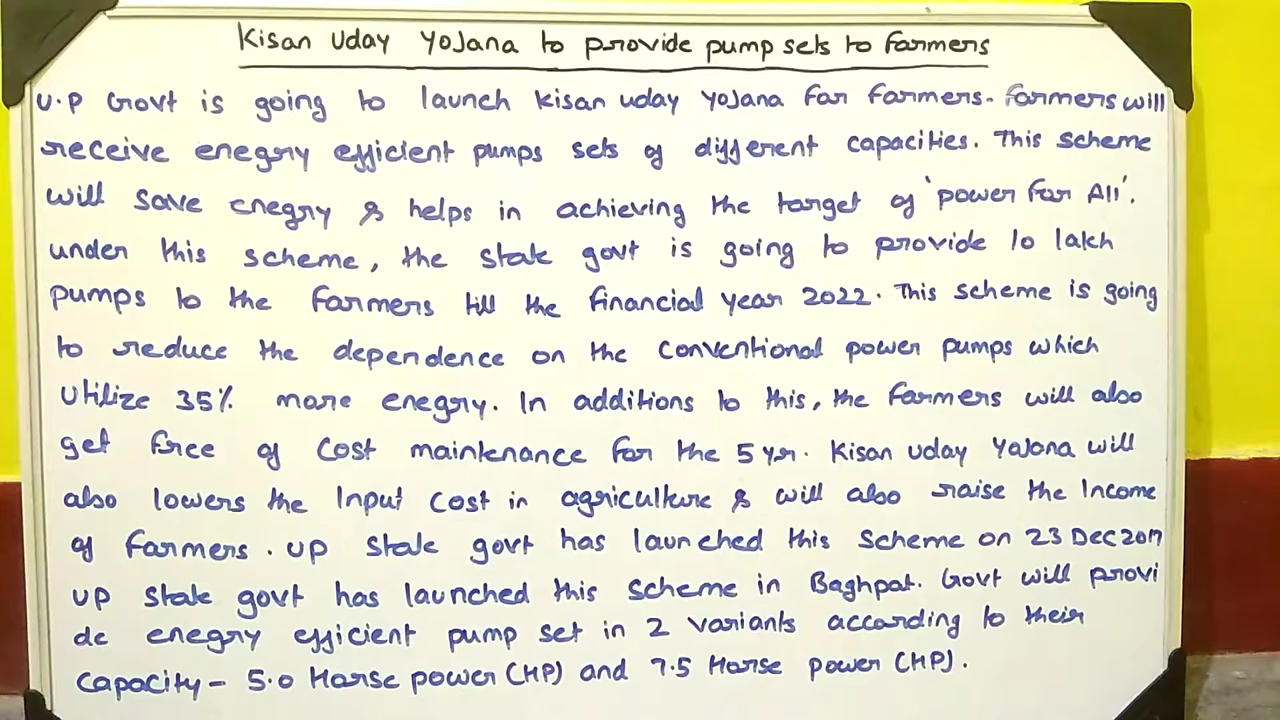 Kisan Uday Yojana to provide pump sets to farmers
U.P Govt is going to launch kisan uday yojana for farmers. farmers will
receive enegry efficient pumps sets of different capacities. This scheme
will save enegry & helps in achieving the target of 'power for All'.
under this scheme, the state govt is going to provide 10 lakh
pumps to the farmers till the financial year 2022. This scheme is going
to reduce the dependence on the conventional power pumps which
utilize 35% more enegry. In additions to this, the farmers will also
get free of cost maintenance for the 5 yr. Kisan uday Yojona will
also lowers the Input cost in agriculture & will also raise the Income
of farmers. UP state govt has launched this scheme on 23 Dec 2017
UP state govt has launched this scheme in Baghpat. Govt will provi
de enegry efficient pump set in 2 variants according to their
capacity - 5.0 Horse power (HP) and 7.5 Horse power (HP).